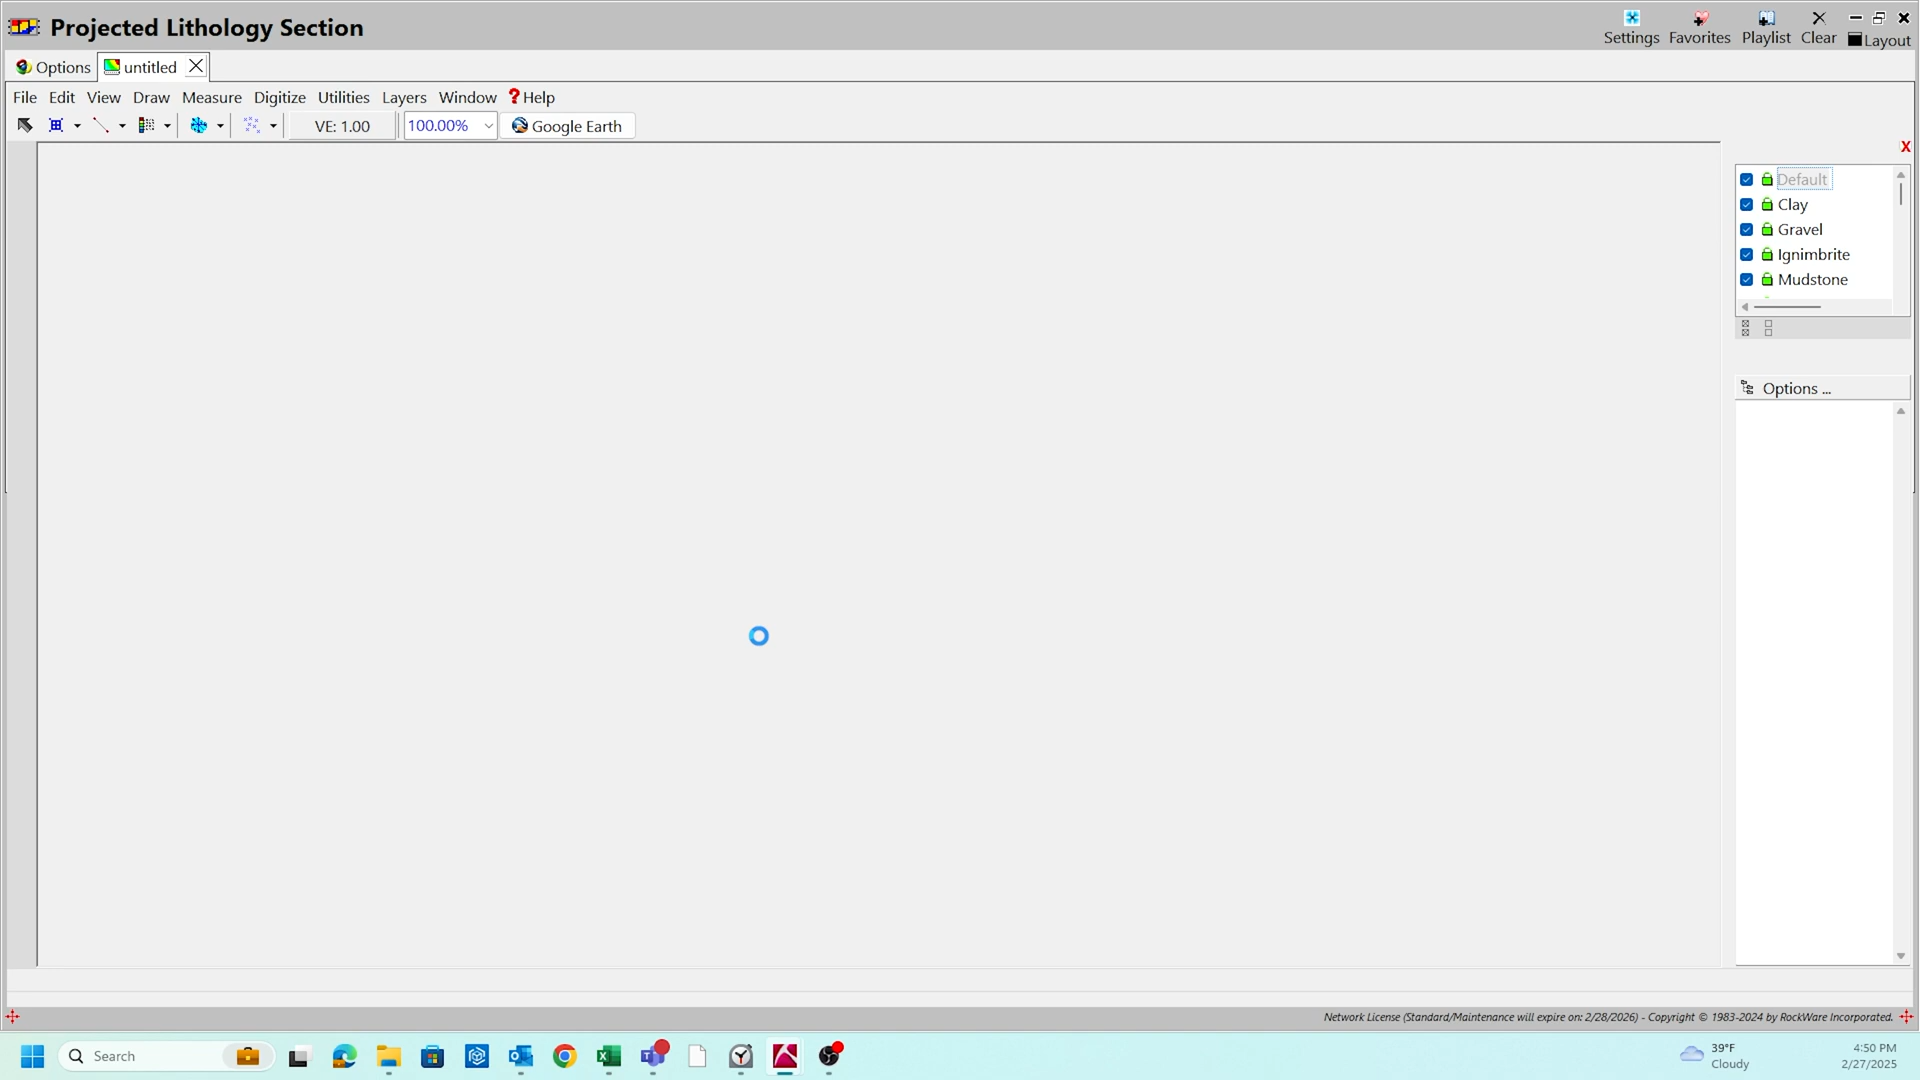 Projected Lithology Section
Settings Favorites Playlist Clear Layout
Options untitled
File Edit View Draw Measure Digitize Utilities Layers Window ? Help
VE: 1.00 100.00% Google Earth
X
Default
Clay
Gravel
Ignimbrite
Mudstone
Options ...
Network License (Standard/Maintenance will expire on: 2/28/2026) - Copyright © 1983-2024 by RockWare Incorporated.
Search
39°F
Cloudy
4:50 PM
2/27/2025